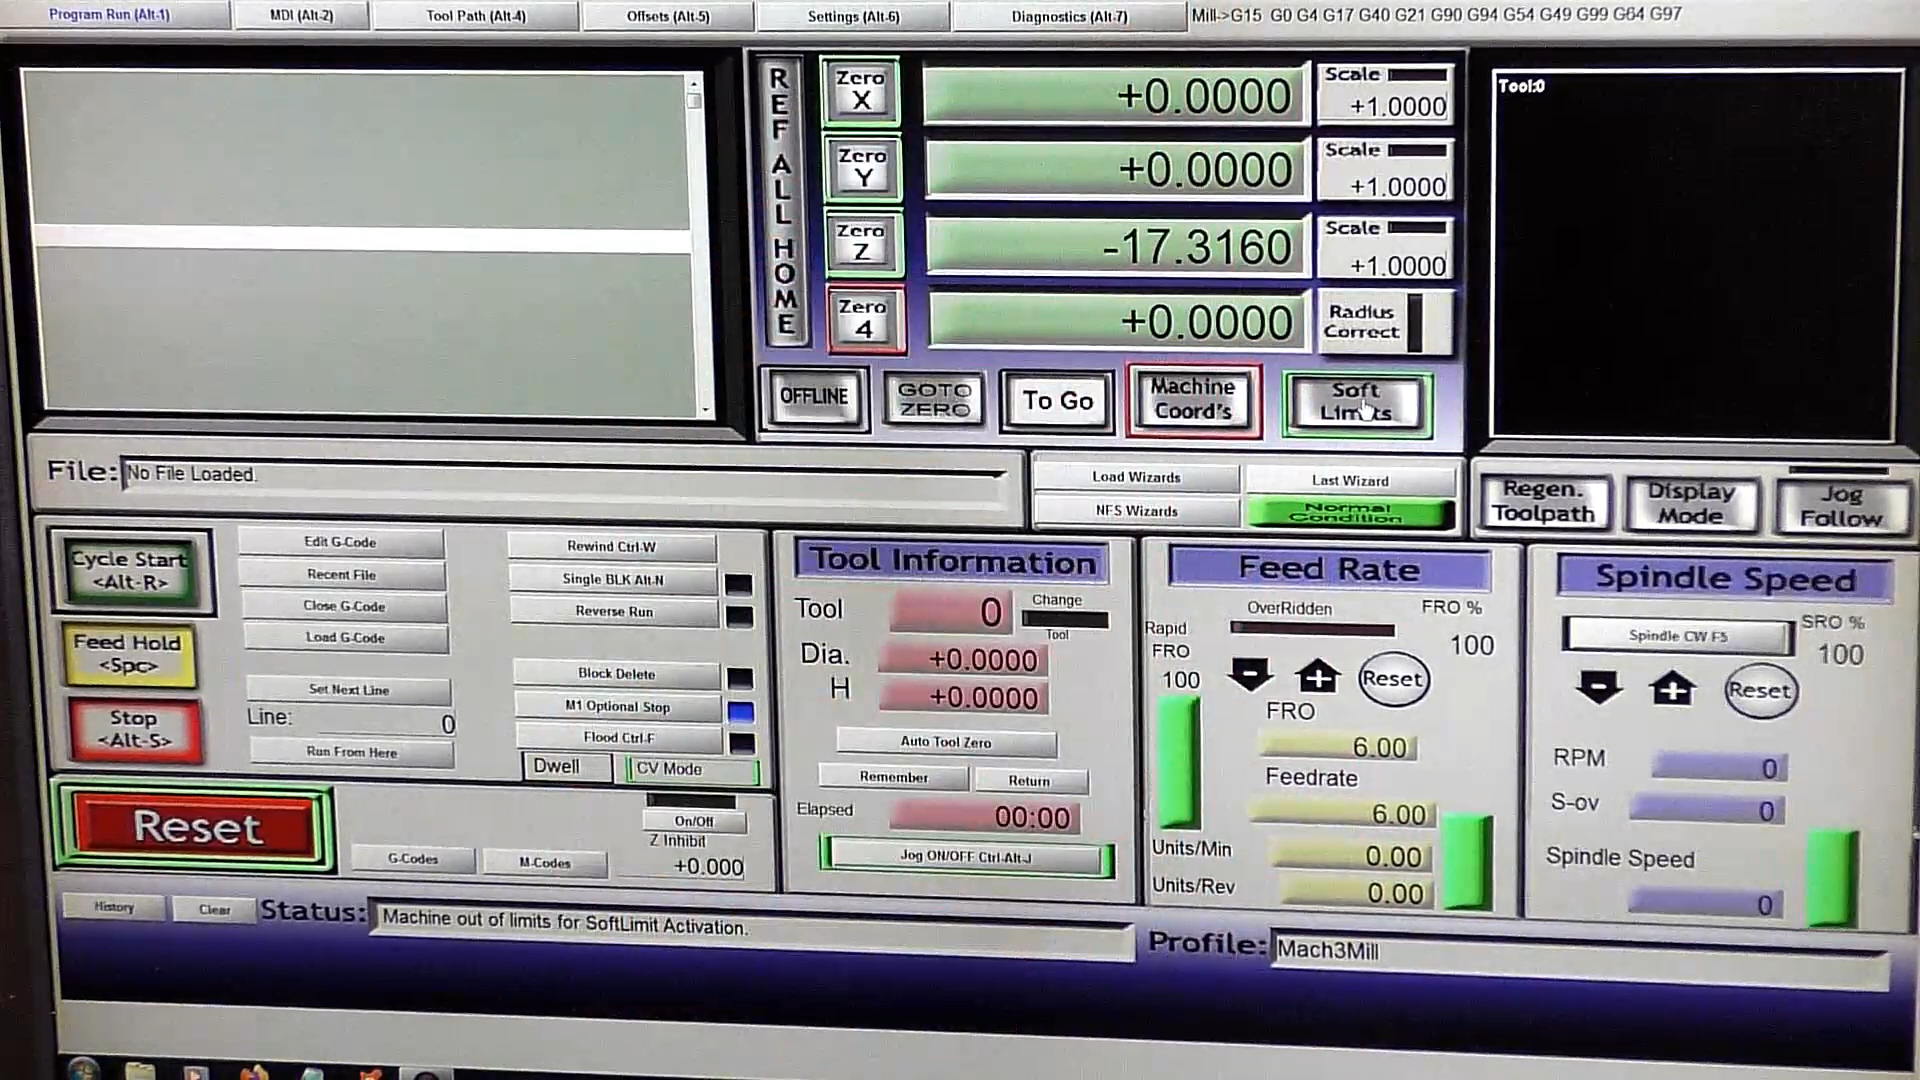 Program Run (Alt-1)
MDI (Alt-2)
Tool Path (Alt-4)
Offsets (Alt-5)
Settings (Alt-6)
Diagnostics (Alt-7)
Mill->G15 G0 G4 G17 G40 G21 G90 G94 G54 G49 G99 G64 G97
REF ALL HOME
Zero X
+0.0000
Scale
+1.0000
Zero Y
+0.0000
Scale
+1.0000
Zero Z
-17.3160
Scale
+1.0000
Zero 4
+0.0000
Radius
Correct
Tool:0
OFFLINE
GOTO
ZERO
To Go
Machine
Coord's
Soft
Limits
File:
No File Loaded.
Load Wizards
Last Wizard
NFS Wizards
Normal
Condition
Regen.
Toolpath
Display
Mode
Jog
Follow
Cycle Start
<Alt-R>
Feed Hold
<Spc>
Stop
<Alt-S>
Edit G-Code
Recent File
Close G-Code
Load G-Code
Set Next Line
Line: 0
Run From Here
Rewind Ctrl-W
Single BLK Alt-N
Reverse Run
Block Delete
M1 Optional Stop
Flood Ctrl-F
Dwell
CV Mode
Reset
G-Codes
M-Codes
On/Off
Z Inhibit
+0.000
Tool Information
Tool 0
Change
Tool
Dia. +0.0000
H +0.0000
Auto Tool Zero
Remember
Return
Elapsed 00:00
Jog ON/OFF Ctrl-Alt-J
Feed Rate
OverRidden
FRO %
100
Rapid
FRO
100
Reset
FRO
6.00
Feedrate
6.00
Units/Min 0.00
Units/Rev 0.00
Spindle Speed
Spindle CW F5
SRO %
100
Reset
RPM 0
S-ov 0
Spindle Speed
0
History
Clear
Status:
Machine out of limits for SoftLimit Activation.
Profile:
Mach3Mill